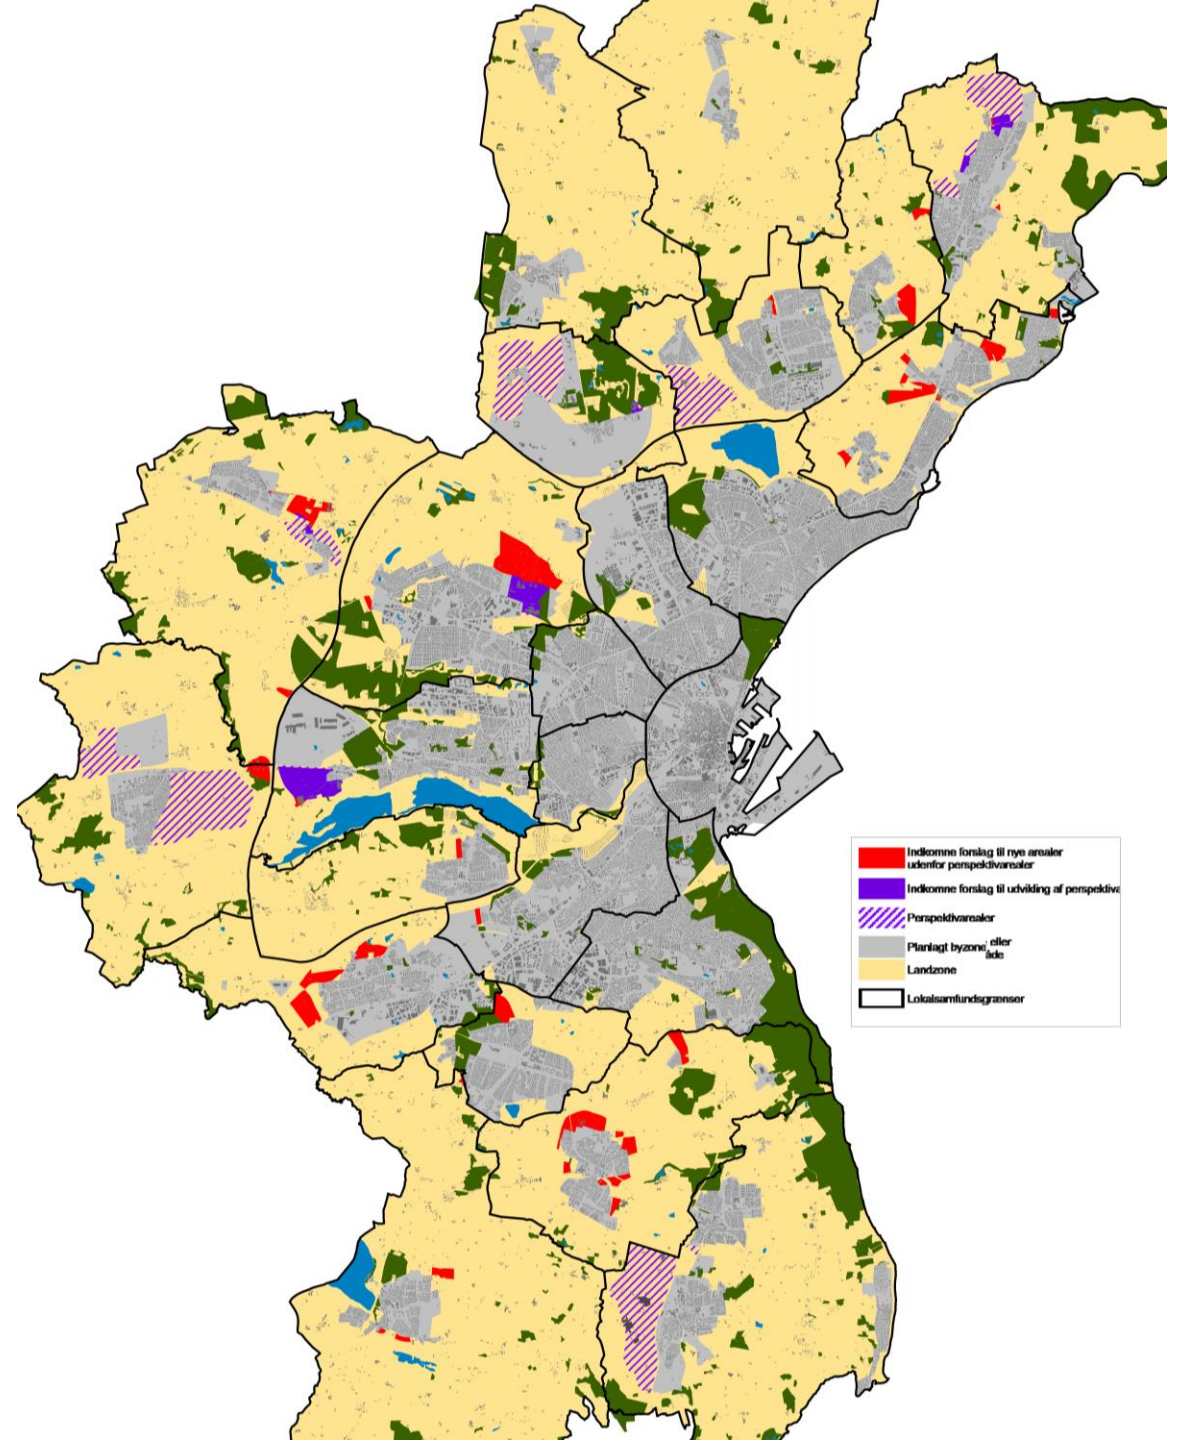 Indkomne forslag til nye arealer
udenfor perspektivarealer
Indkomne forslag til udvikling af perspektiva
Perspektivarealer
Planlagt byzone eller
åde
Landzone
Lokalsamfundsgrænser